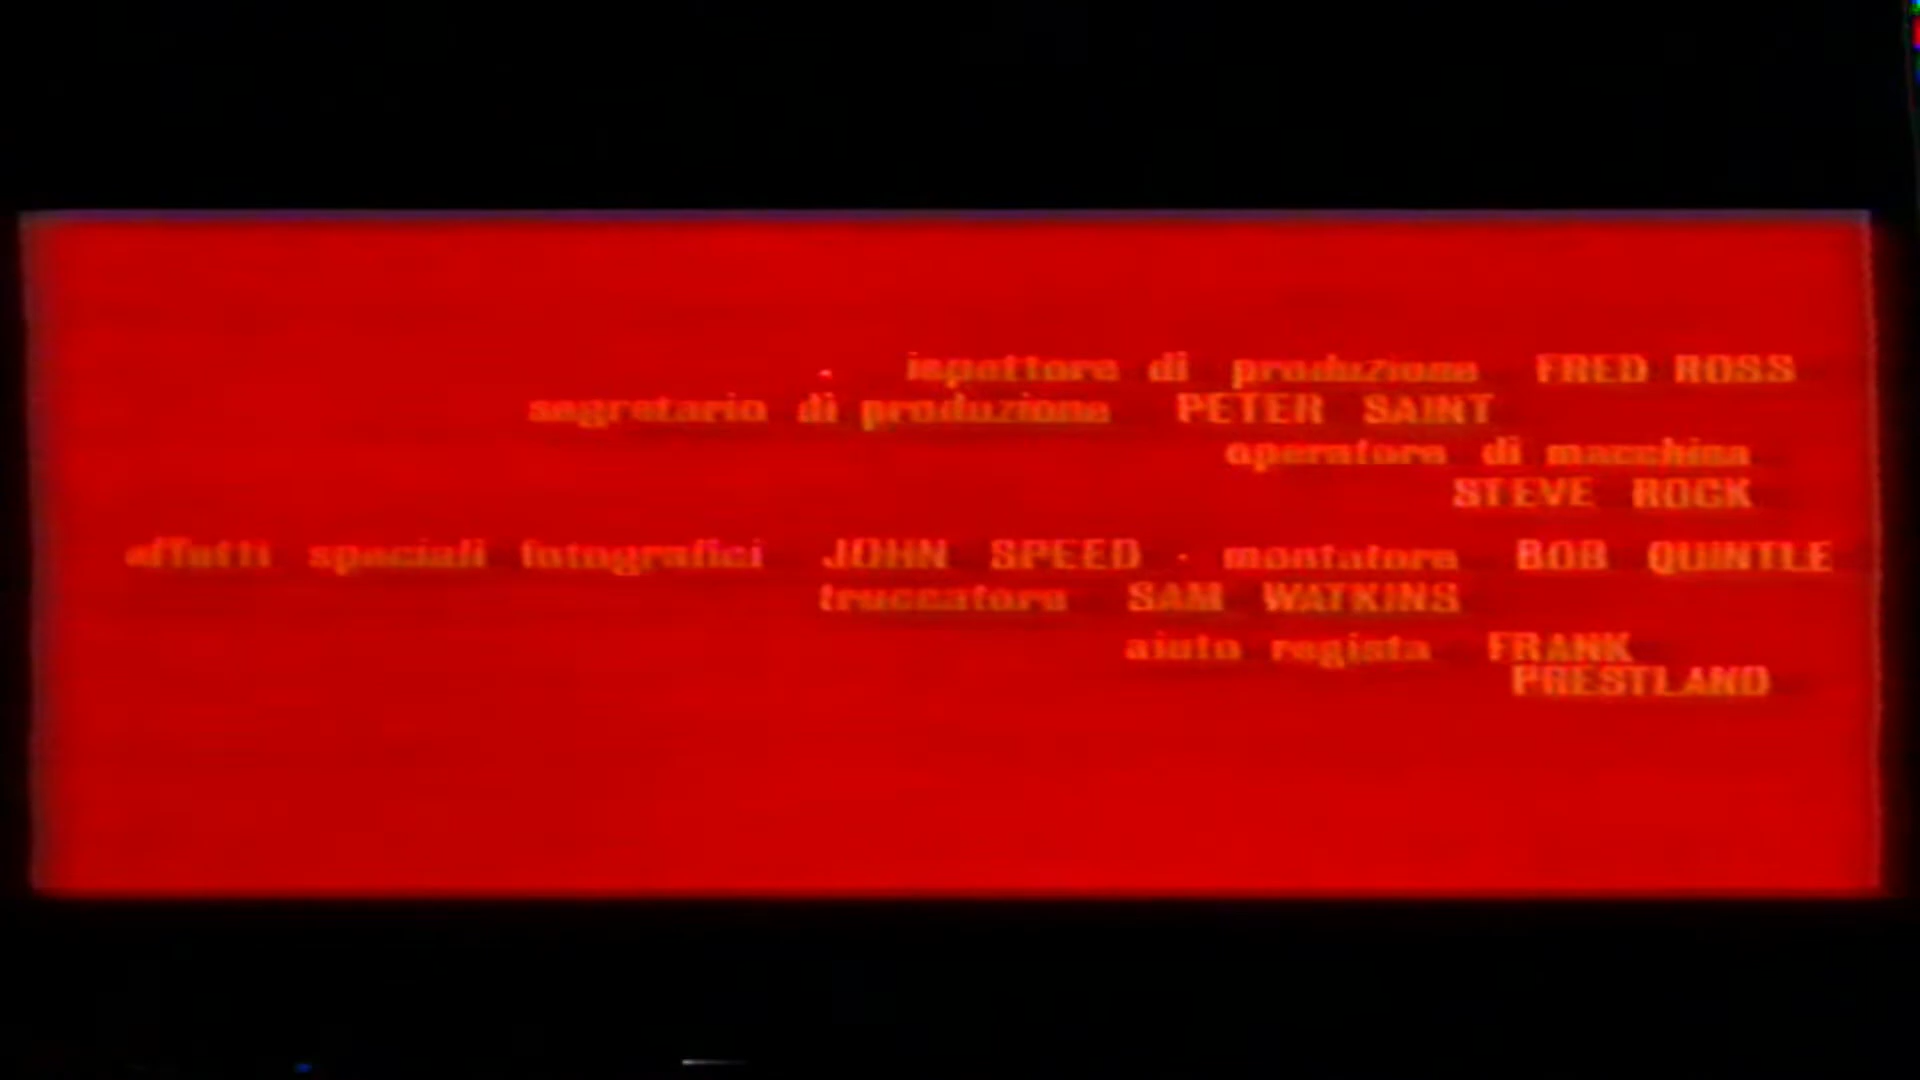 ispettore di produzione FRED ROSS
segretario di produzione PETER SAINT
operatore di macchina
STEVE ROCK
effetti speciali fotografici JOHN SPEED · montatore BOB QUINTLE
truccatore SAM WATKINS
aiuto regista FRANK
PRESTLAND